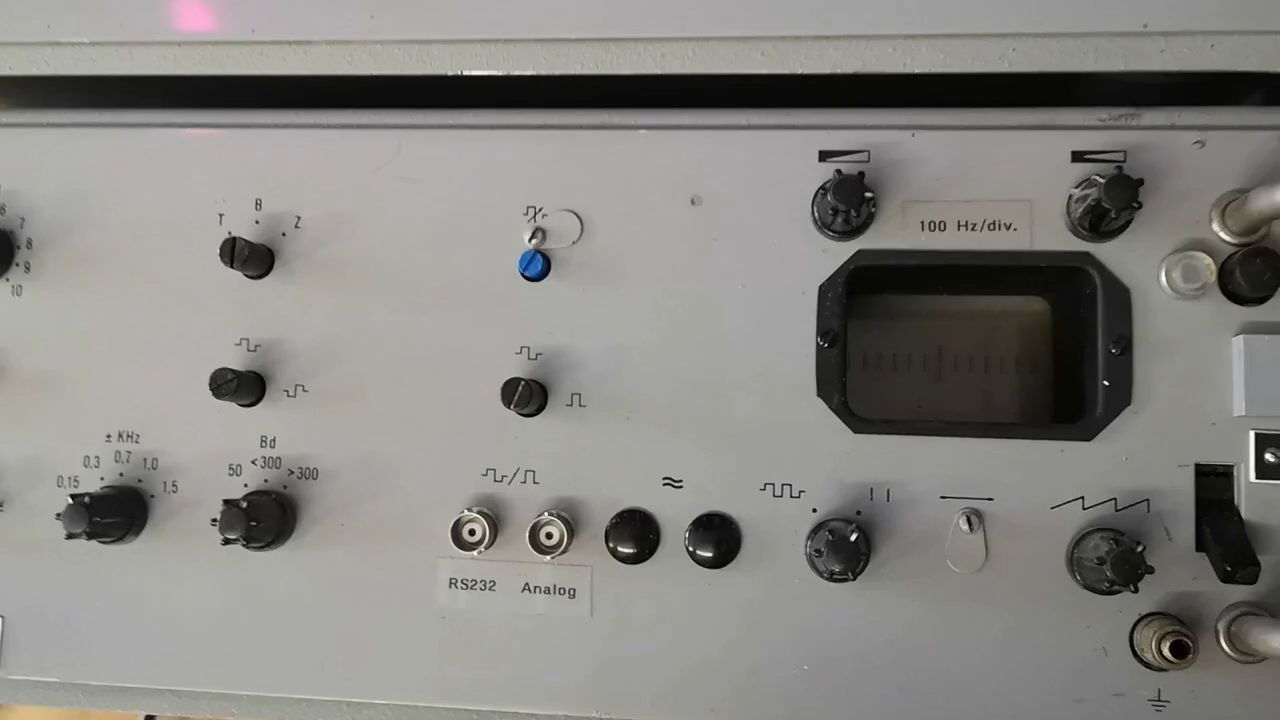 100 Hz/div.
6
7
8
9
10
T B Z
± KHz
0,15 0,3 0,7 1,0 1,5
Bd
50 <300 >300
RS232 Analog